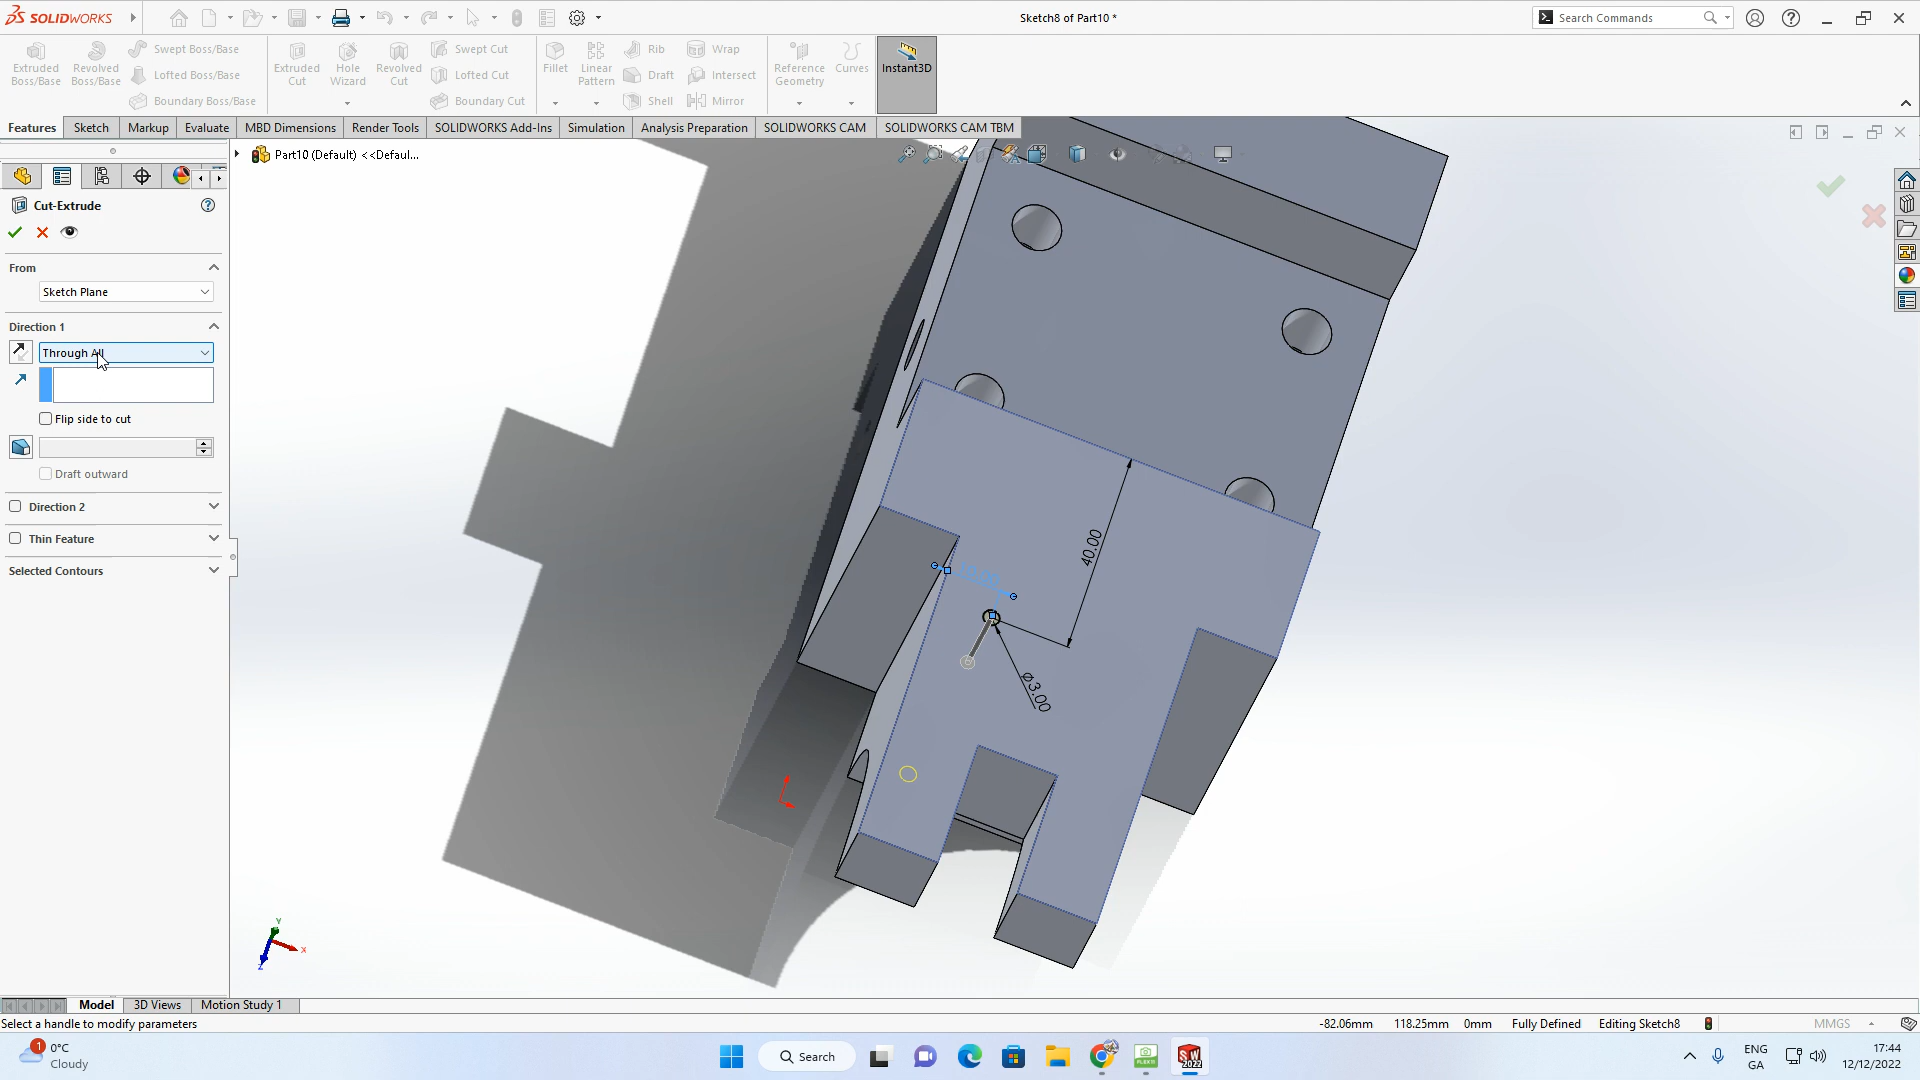 SOLIDWORKS
Sketch8 of Part10 *
Search Commands
Extruded Boss/Base
Revolved Boss/Base
Swept Boss/Base
Lofted Boss/Base
Boundary Boss/Base
Extruded Cut
Hole Wizard
Revolved Cut
Swept Cut
Lofted Cut
Boundary Cut
Fillet
Linear Pattern
Rib
Draft
Shell
Wrap
Intersect
Mirror
Reference Geometry
Curves
Instant3D
Features
Sketch
Markup
Evaluate
MBD Dimensions
Render Tools
SOLIDWORKS Add-Ins
Simulation
Analysis Preparation
SOLIDWORKS CAM
SOLIDWORKS CAM TBM
Part10 (Default) <<Defaul...
Cut-Extrude
From
Sketch Plane
Direction 1
Through All
Flip side to cut
Draft outward
Direction 2
Thin Feature
Selected Contours
40.00
⌀3.00
Y
X
Z
Model
3D Views
Motion Study 1
Select a handle to modify parameters
-82.06mm
118.25mm
0mm
Fully Defined
Editing Sketch8
MMGS
1
0°C
Cloudy
Search
SW
2022
ENG
GA
17:44
12/12/2022